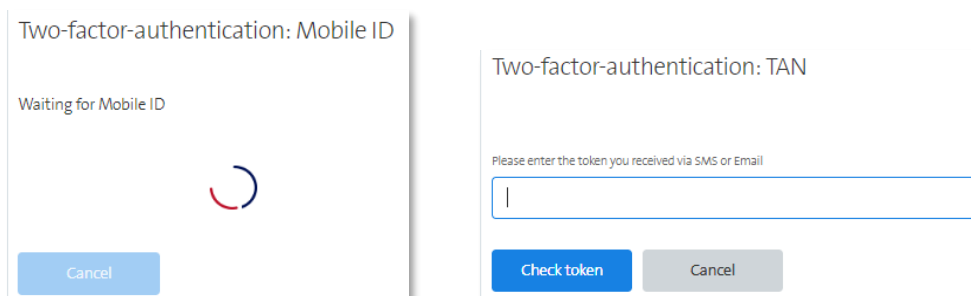 Two-factor-authentication: Mobile ID
Waiting for Mobile ID
Cancel
Two-factor-authentication: TAN
Please enter the token you received via SMS or Email
Check token
Cancel